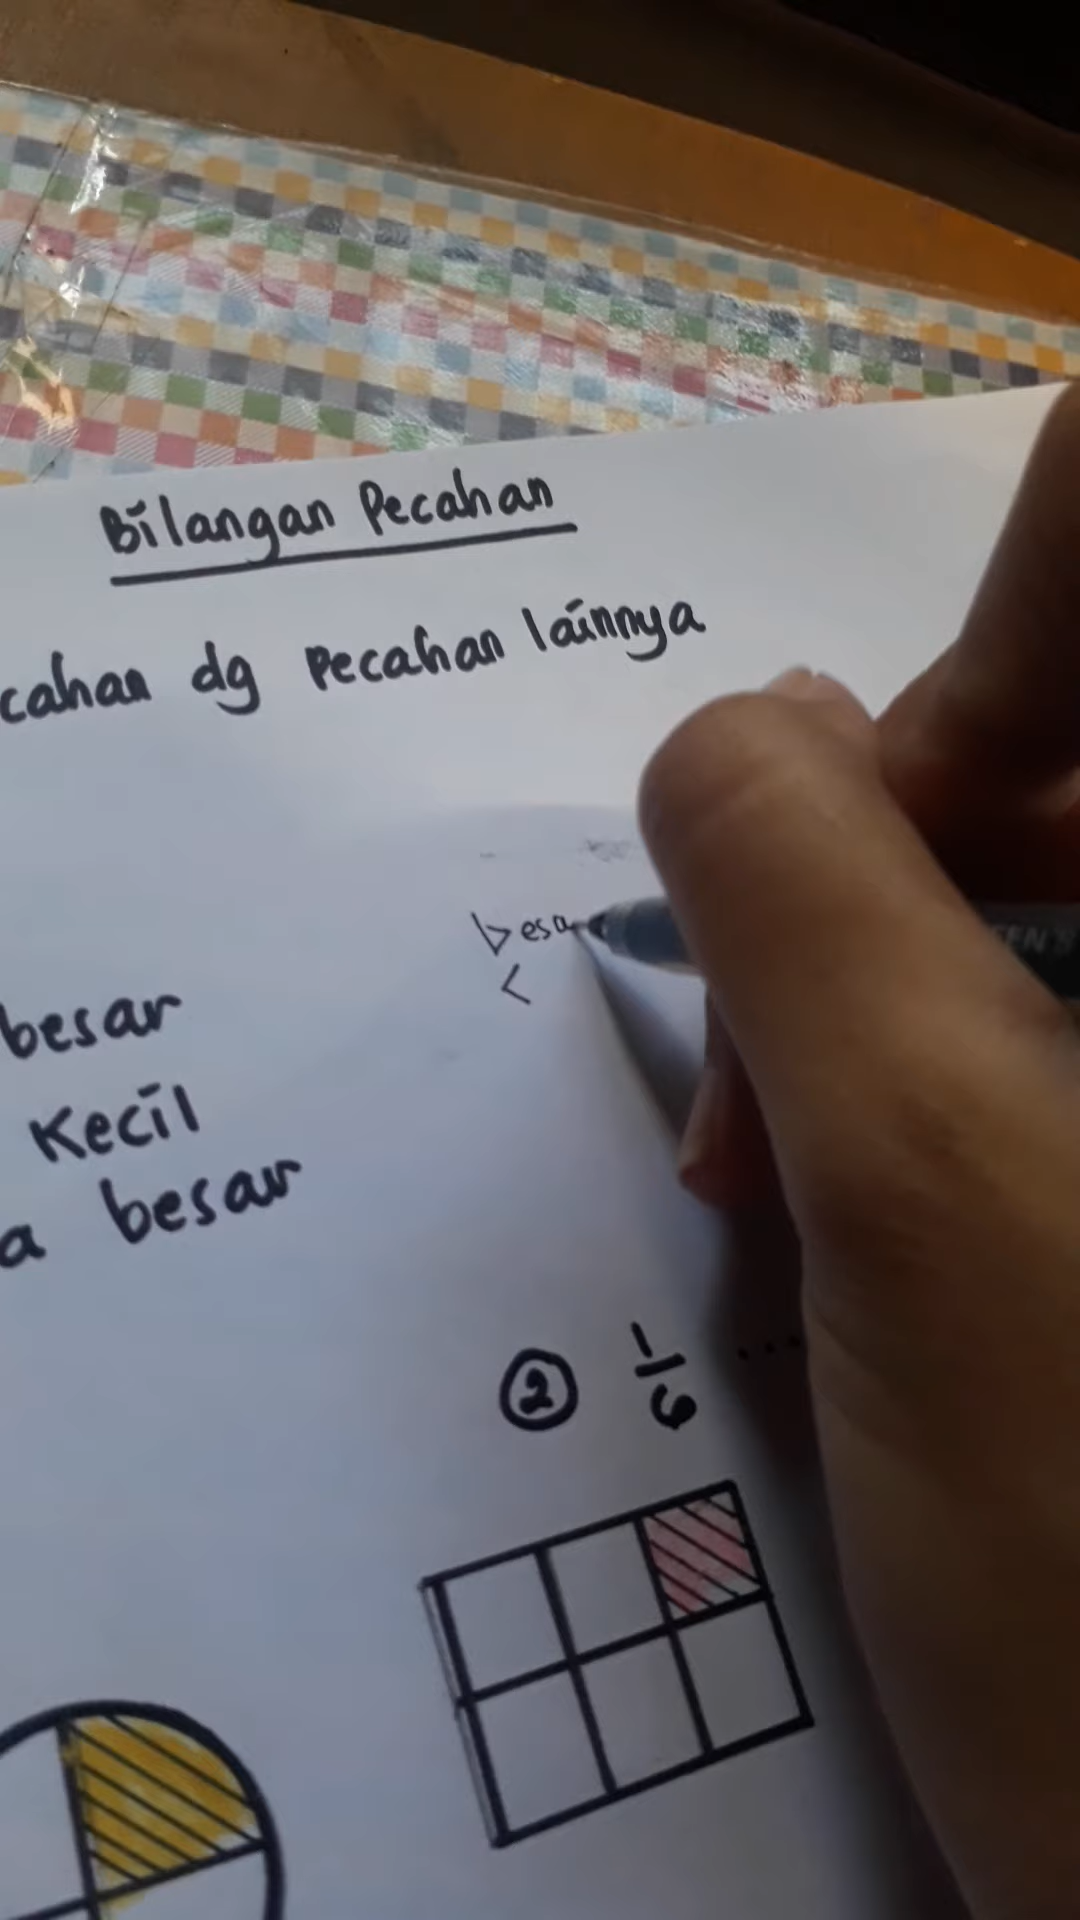 Bilangan Pecahan
cahan dg Pecahan lainnya
besa
<
besar
Kecil
a besar
2 1/6 ...